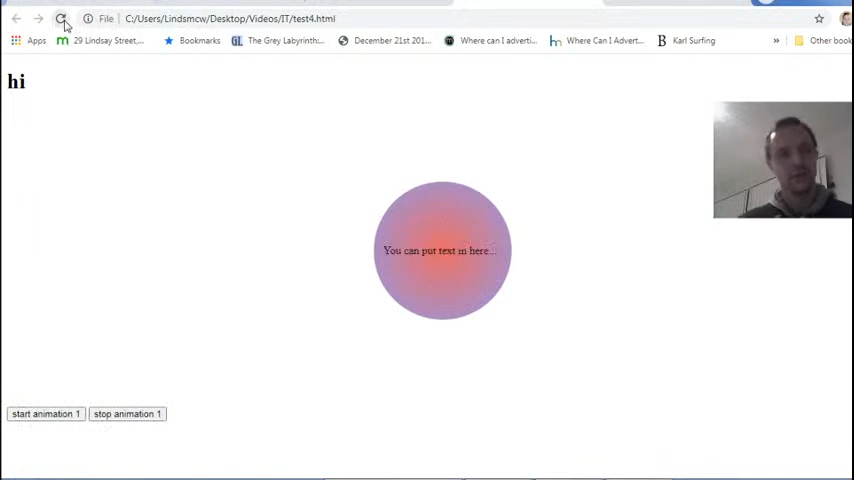 File C:/Users/Lindsmcw/Desktop/Videos/IT/test4.html
Apps 29 Lindsay Street,... Bookmarks The Grey Labyrinth:... December 21st 201... Where can I adverti... Where Can I Advert... Karl Surfing » Other book
hi
You can put text in here...
start animation 1 stop animation 1